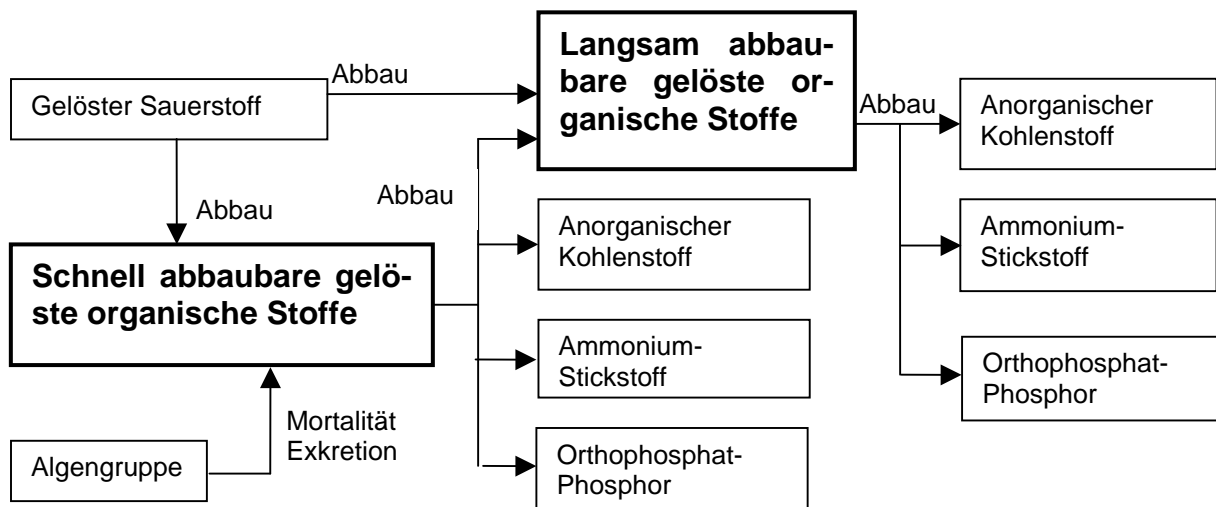 Langsam abbau-
bare gelöste or-
ganische Stoffe
Abbau
Gelöster Sauerstoff
Abbau
Anorganischer
Kohlenstoff
Abbau
Abbau
Schnell abbaubare gelö-
ste organische Stoffe
Anorganischer
Kohlenstoff
Ammonium-
Stickstoff
Ammonium-
Stickstoff
Orthophosphat-
Phosphor
Mortalität
Exkretion
Algengruppe
Orthophosphat-
Phosphor